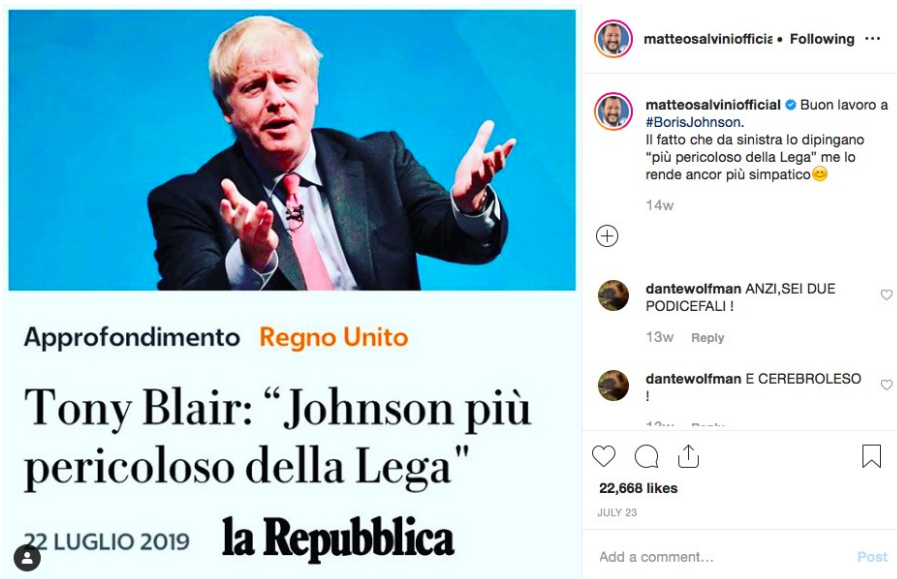 Approfondimento Regno Unito
Tony Blair: “Johnson più
pericoloso della Lega"
22 LUGLIO 2019 la Repubblica
matteosalviniofficia • Following ...
matteosalviniofficial Buon lavoro a
#BorisJohnson.
Il fatto che da sinistra lo dipingano
“più pericoloso della Lega” me lo
rende ancor più simpatico😊
14w
dantewolfman ANZI,SEI DUE
PODICEFALI !
13w Reply
dantewolfman E CEREBROLESO
!
Reply
22,668 likes
JULY 23
Add a comment... Post